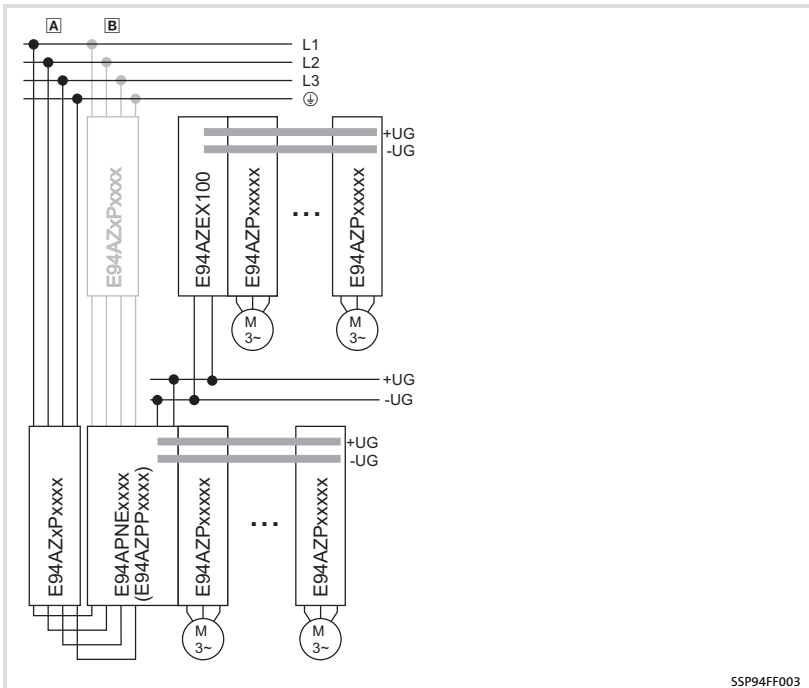 A B
L1
L2
L3
+UG
-UG
E94AZxPxxxx
E94AZEX100
E94AZPxxxxx
...
E94AZPxxxxx
M
3~
M
3~
+UG
-UG
+UG
-UG
E94AZxPxxxx
E94APNExxxx
(E94AZPPxxxx)
E94AZPxxxxx
...
E94AZPxxxxx
M
3~
M
3~
SSP94FF003